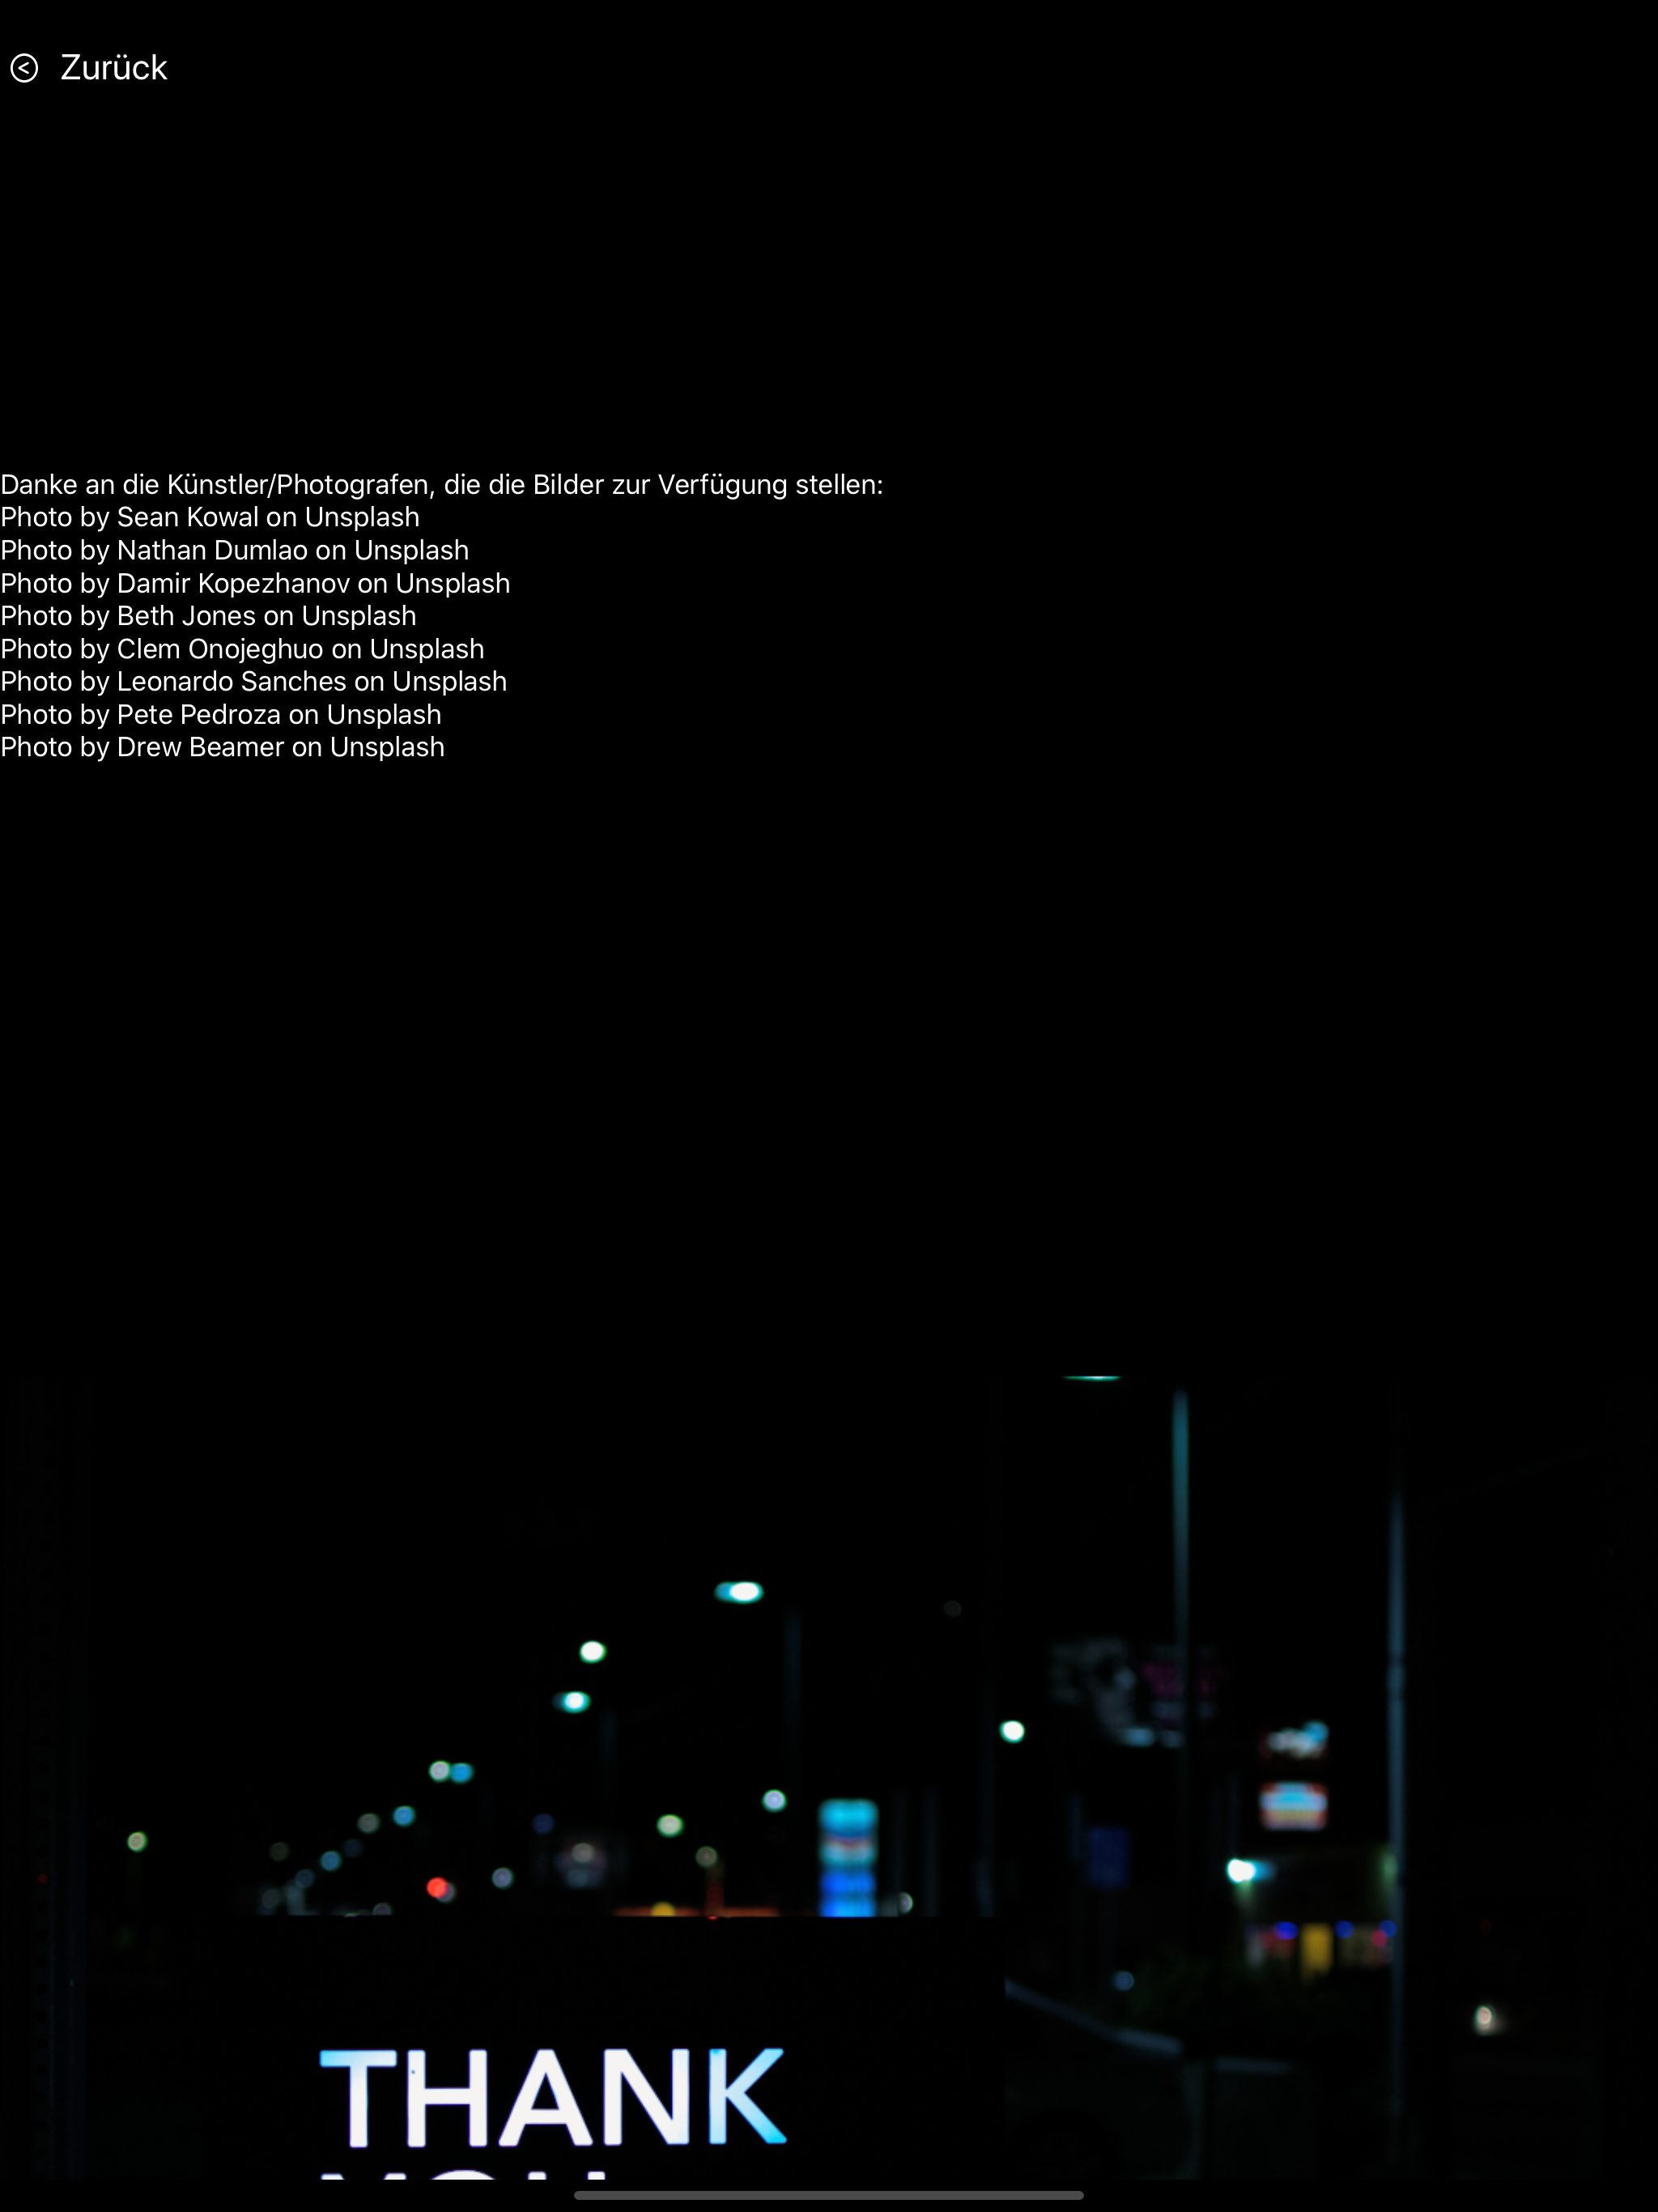 Zurück
Danke an die Künstler/Photografen, die die Bilder zur Verfügung stellen:
Photo by Sean Kowal on Unsplash
Photo by Nathan Dumlao on Unsplash
Photo by Damir Kopezhanov on Unsplash
Photo by Beth Jones on Unsplash
Photo by Clem Onojeghuo on Unsplash
Photo by Leonardo Sanches on Unsplash
Photo by Pete Pedroza on Unsplash
Photo by Drew Beamer on Unsplash
THANK
YOU